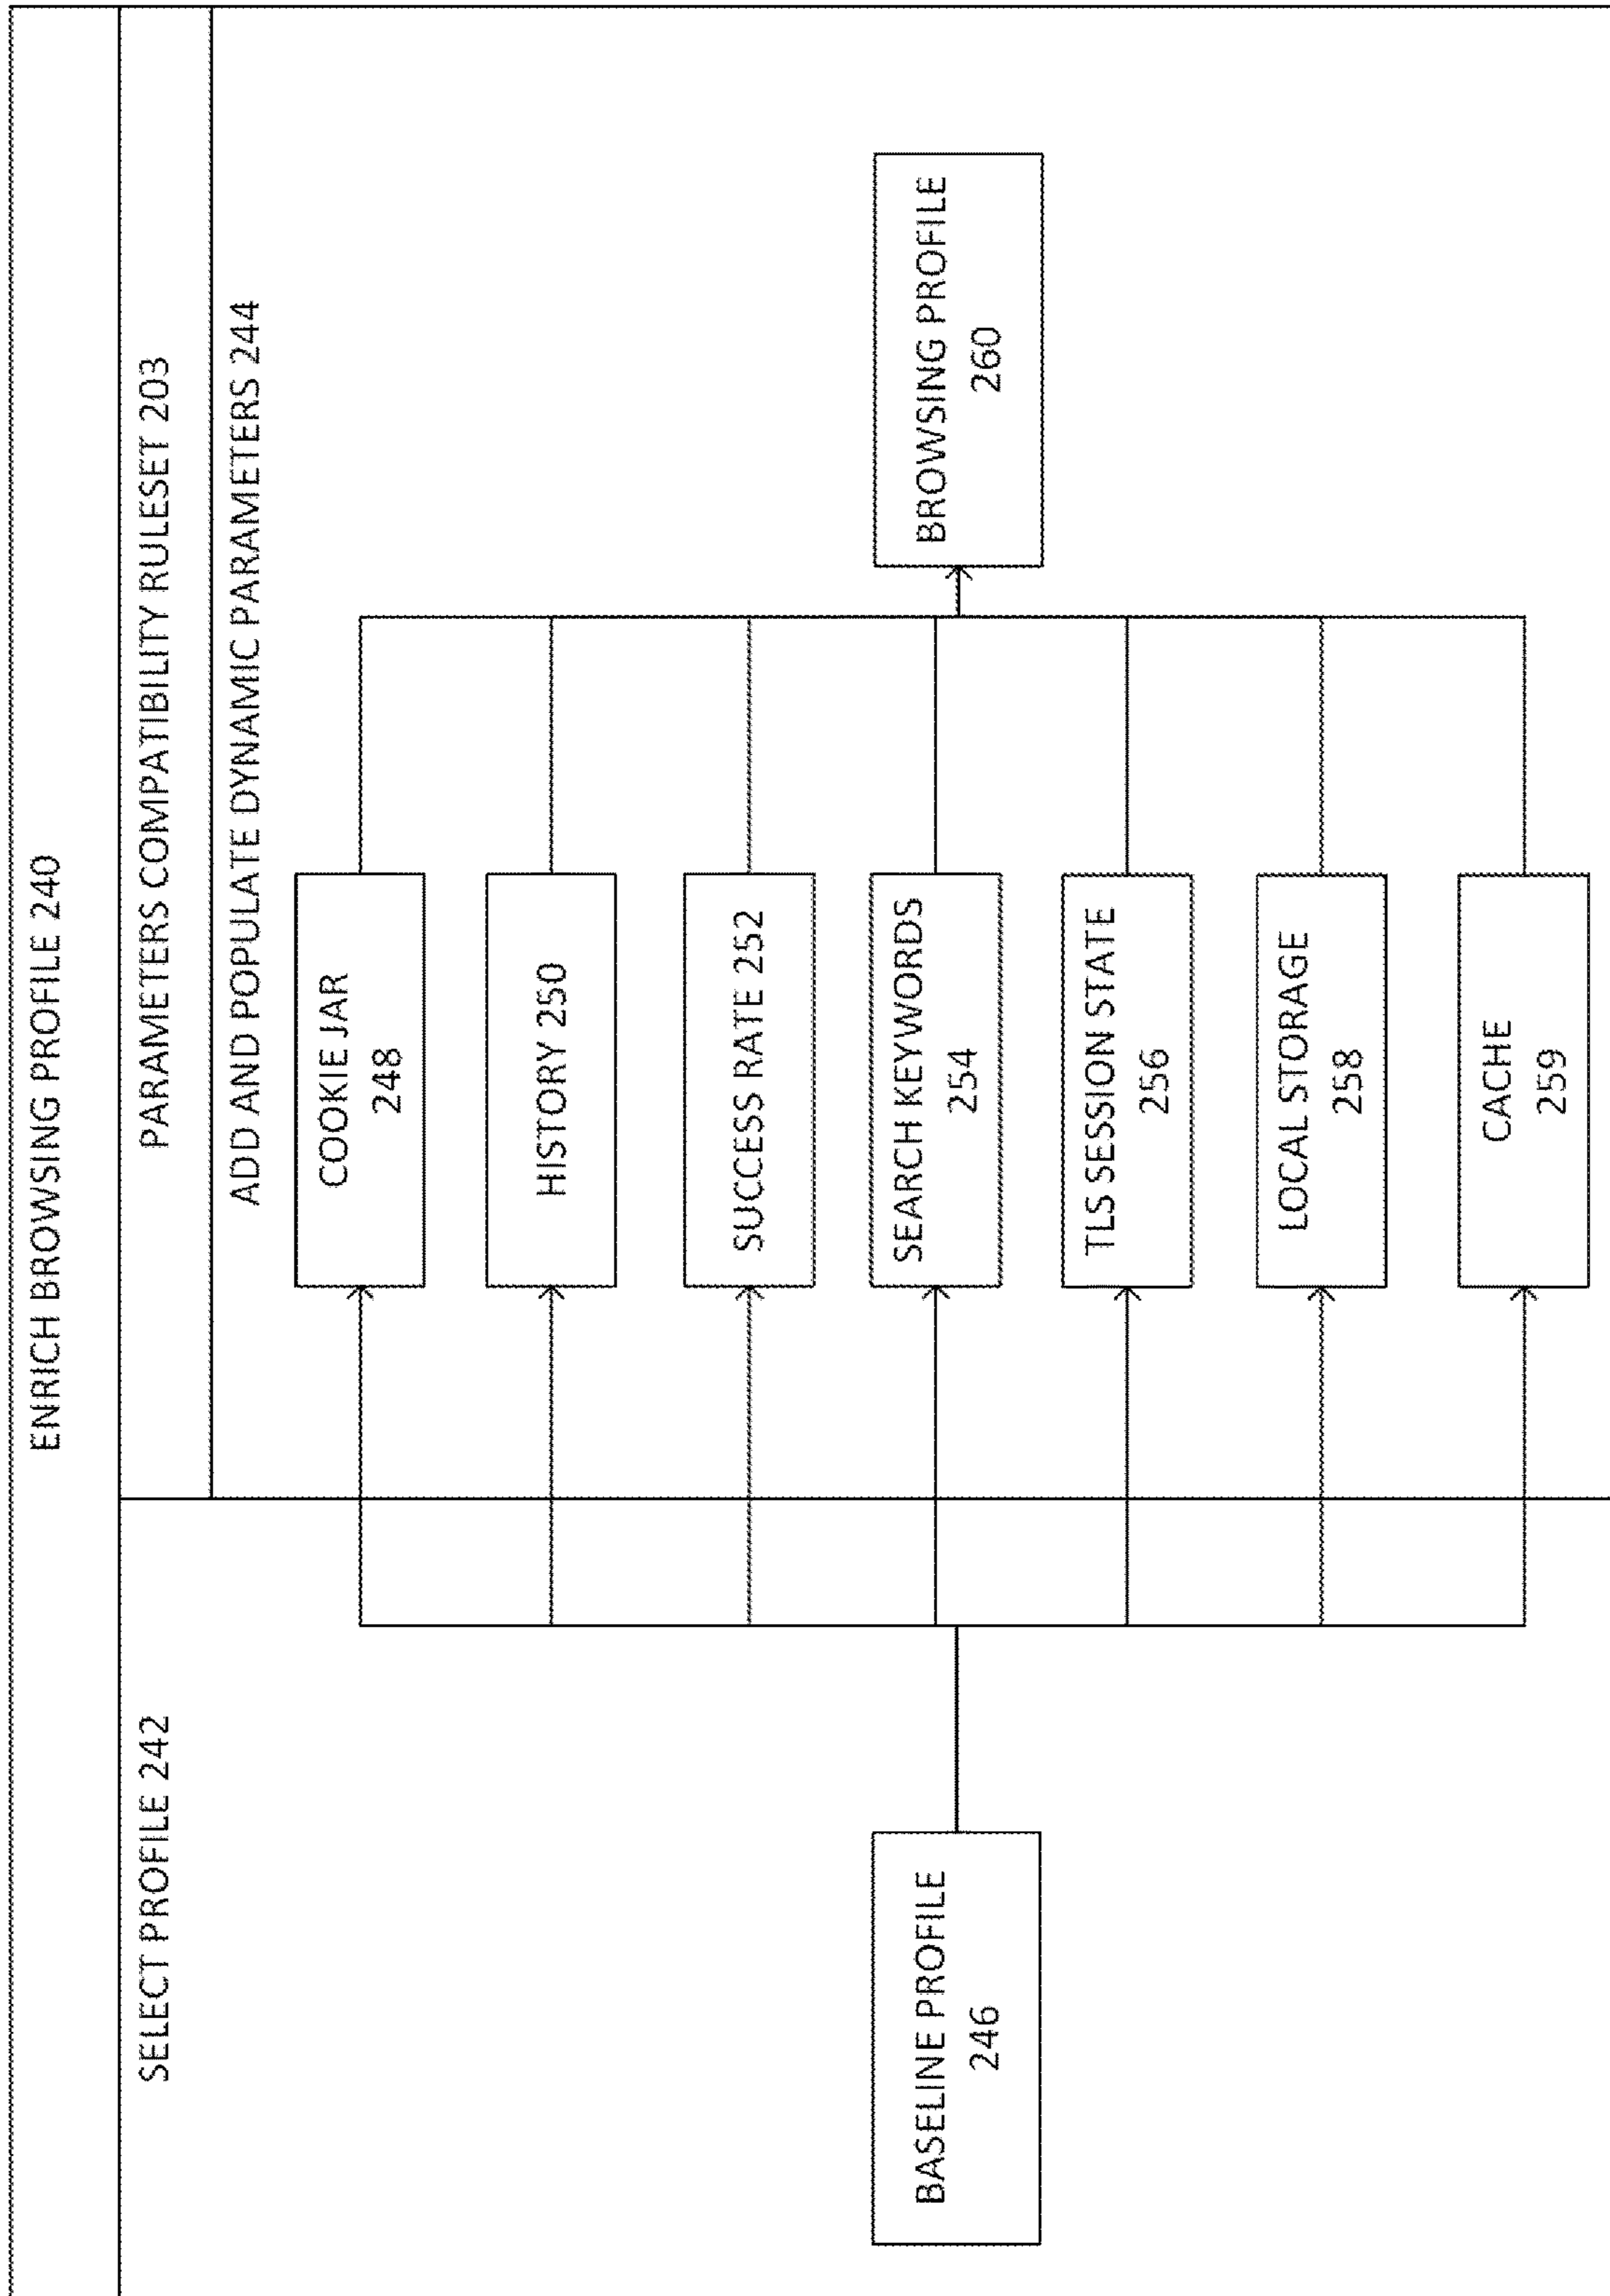 ENRICH BROWSING PROFILE 240
SELECT PROFILE 242
PARAMETERS COMPATIBILITY RULESET 203
ADD AND POPULATE DYNAMIC PARAMETERS 244
BASELINE PROFILE
246
COOKIE JAR
248
HISTORY 250
SUCCESS RATE 252
SEARCH KEYWORDS
254
TLS SESSION STATE
256
LOCAL STORAGE
258
CACHE
259
BROWSING PROFILE
260